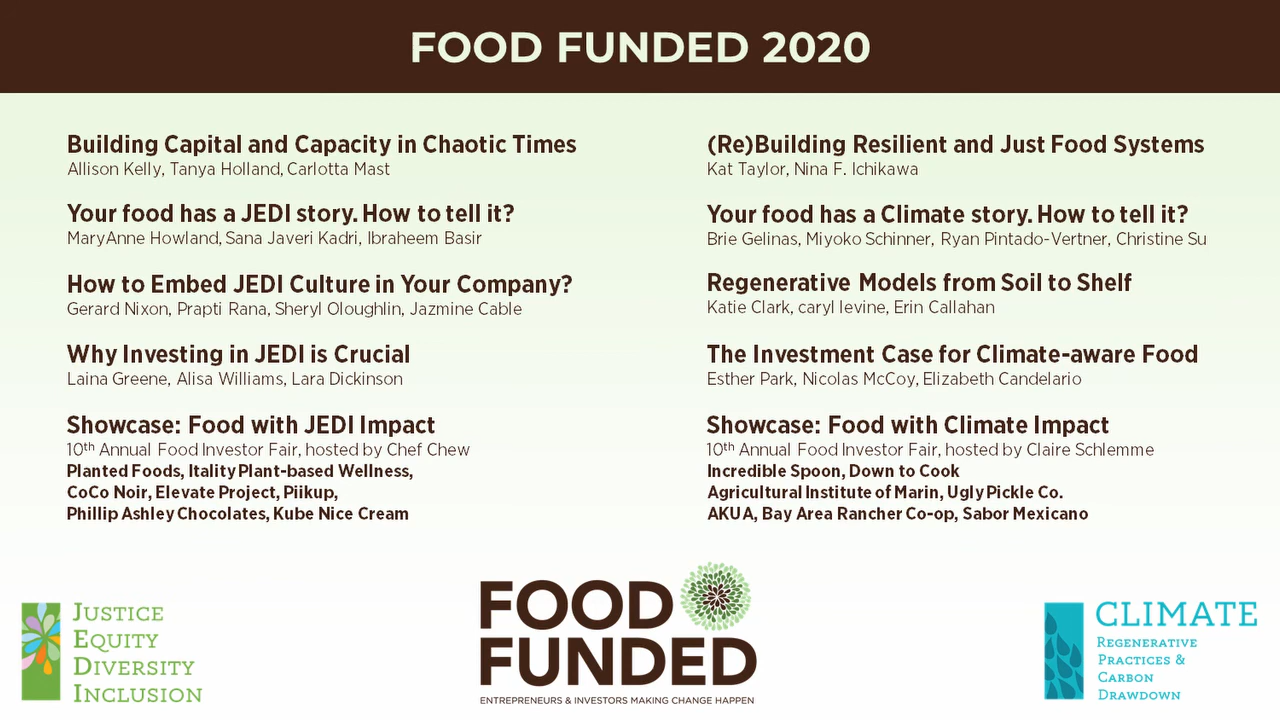 FOOD FUNDED 2020
Building Capital and Capacity in Chaotic Times
Allison Kelly, Tanya Holland, Carlotta Mast
Your food has a JEDI story. How to tell it?
MaryAnne Howland, Sana Javeri Kadri, Ibraheem Basir
How to Embed JEDI Culture in Your Company?
Gerard Nixon, Prapti Rana, Sheryl Oloughlin, Jazmine Cable
Why Investing in JEDI is Crucial
Laina Greene, Alisa Williams, Lara Dickinson
Showcase: Food with JEDI Impact
10th Annual Food Investor Fair, hosted by Chef Chew
Planted Foods, Itality Plant-based Wellness,
CoCo Noir, Elevate Project, Piikup,
Phillip Ashley Chocolates, Kube Nice Cream
(Re)Building Resilient and Just Food Systems
Kat Taylor, Nina F. Ichikawa
Your food has a Climate story. How to tell it?
Brie Gelinas, Miyoko Schinner, Ryan Pintado-Vertner, Christine Su
Regenerative Models from Soil to Shelf
Katie Clark, caryl levine, Erin Callahan
The Investment Case for Climate-aware Food
Esther Park, Nicolas McCoy, Elizabeth Candelario
Showcase: Food with Climate Impact
10th Annual Food Investor Fair, hosted by Claire Schlemme
Incredible Spoon, Down to Cook
Agricultural Institute of Marin, Ugly Pickle Co.
AKUA, Bay Area Rancher Co-op, Sabor Mexicano
JUSTICE
EQUITY
DIVERSITY
INCLUSION
FOOD
FUNDED
ENTREPRENEURS & INVESTORS MAKING CHANGE HAPPEN
CLIMATE
REGENERATIVE
PRACTICES &
CARBON
DRAWDOWN